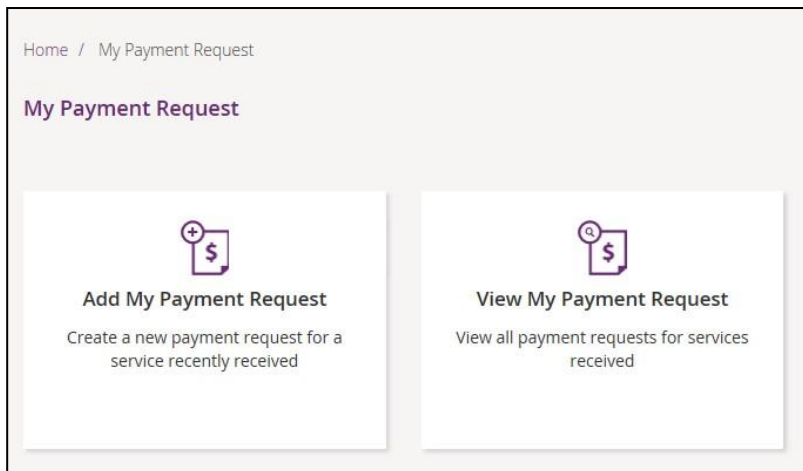 Home / My Payment Request
My Payment Request
$
$
Add My Payment Request
View My Payment Request
Create a new payment request for a
service recently received
View all payment requests for services
received